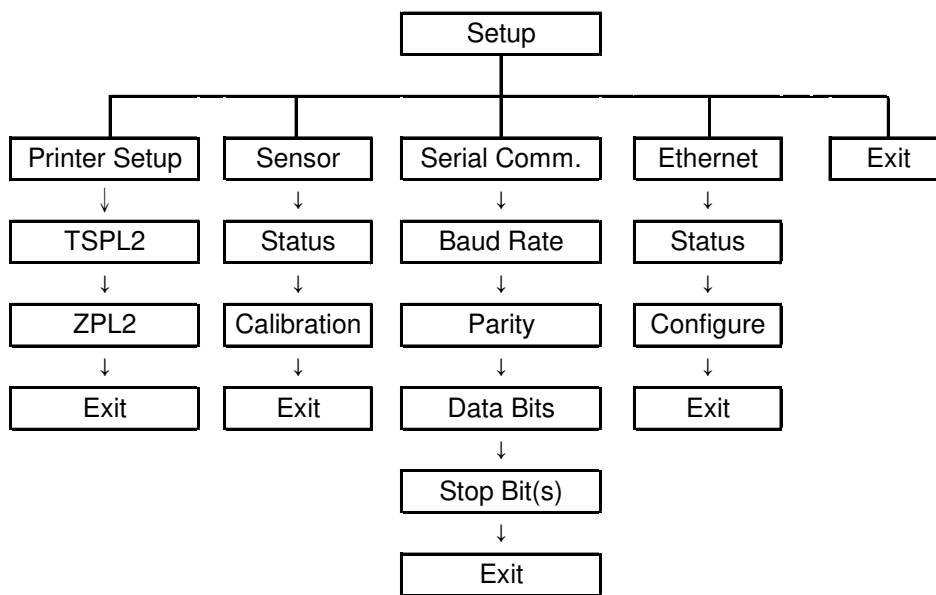 Setup
Printer Setup
Sensor
Serial Comm.
Ethernet
Exit
TSPL2
Status
Baud Rate
Status
ZPL2
Calibration
Parity
Configure
Exit
Exit
Data Bits
Exit
Stop Bit(s)
Exit